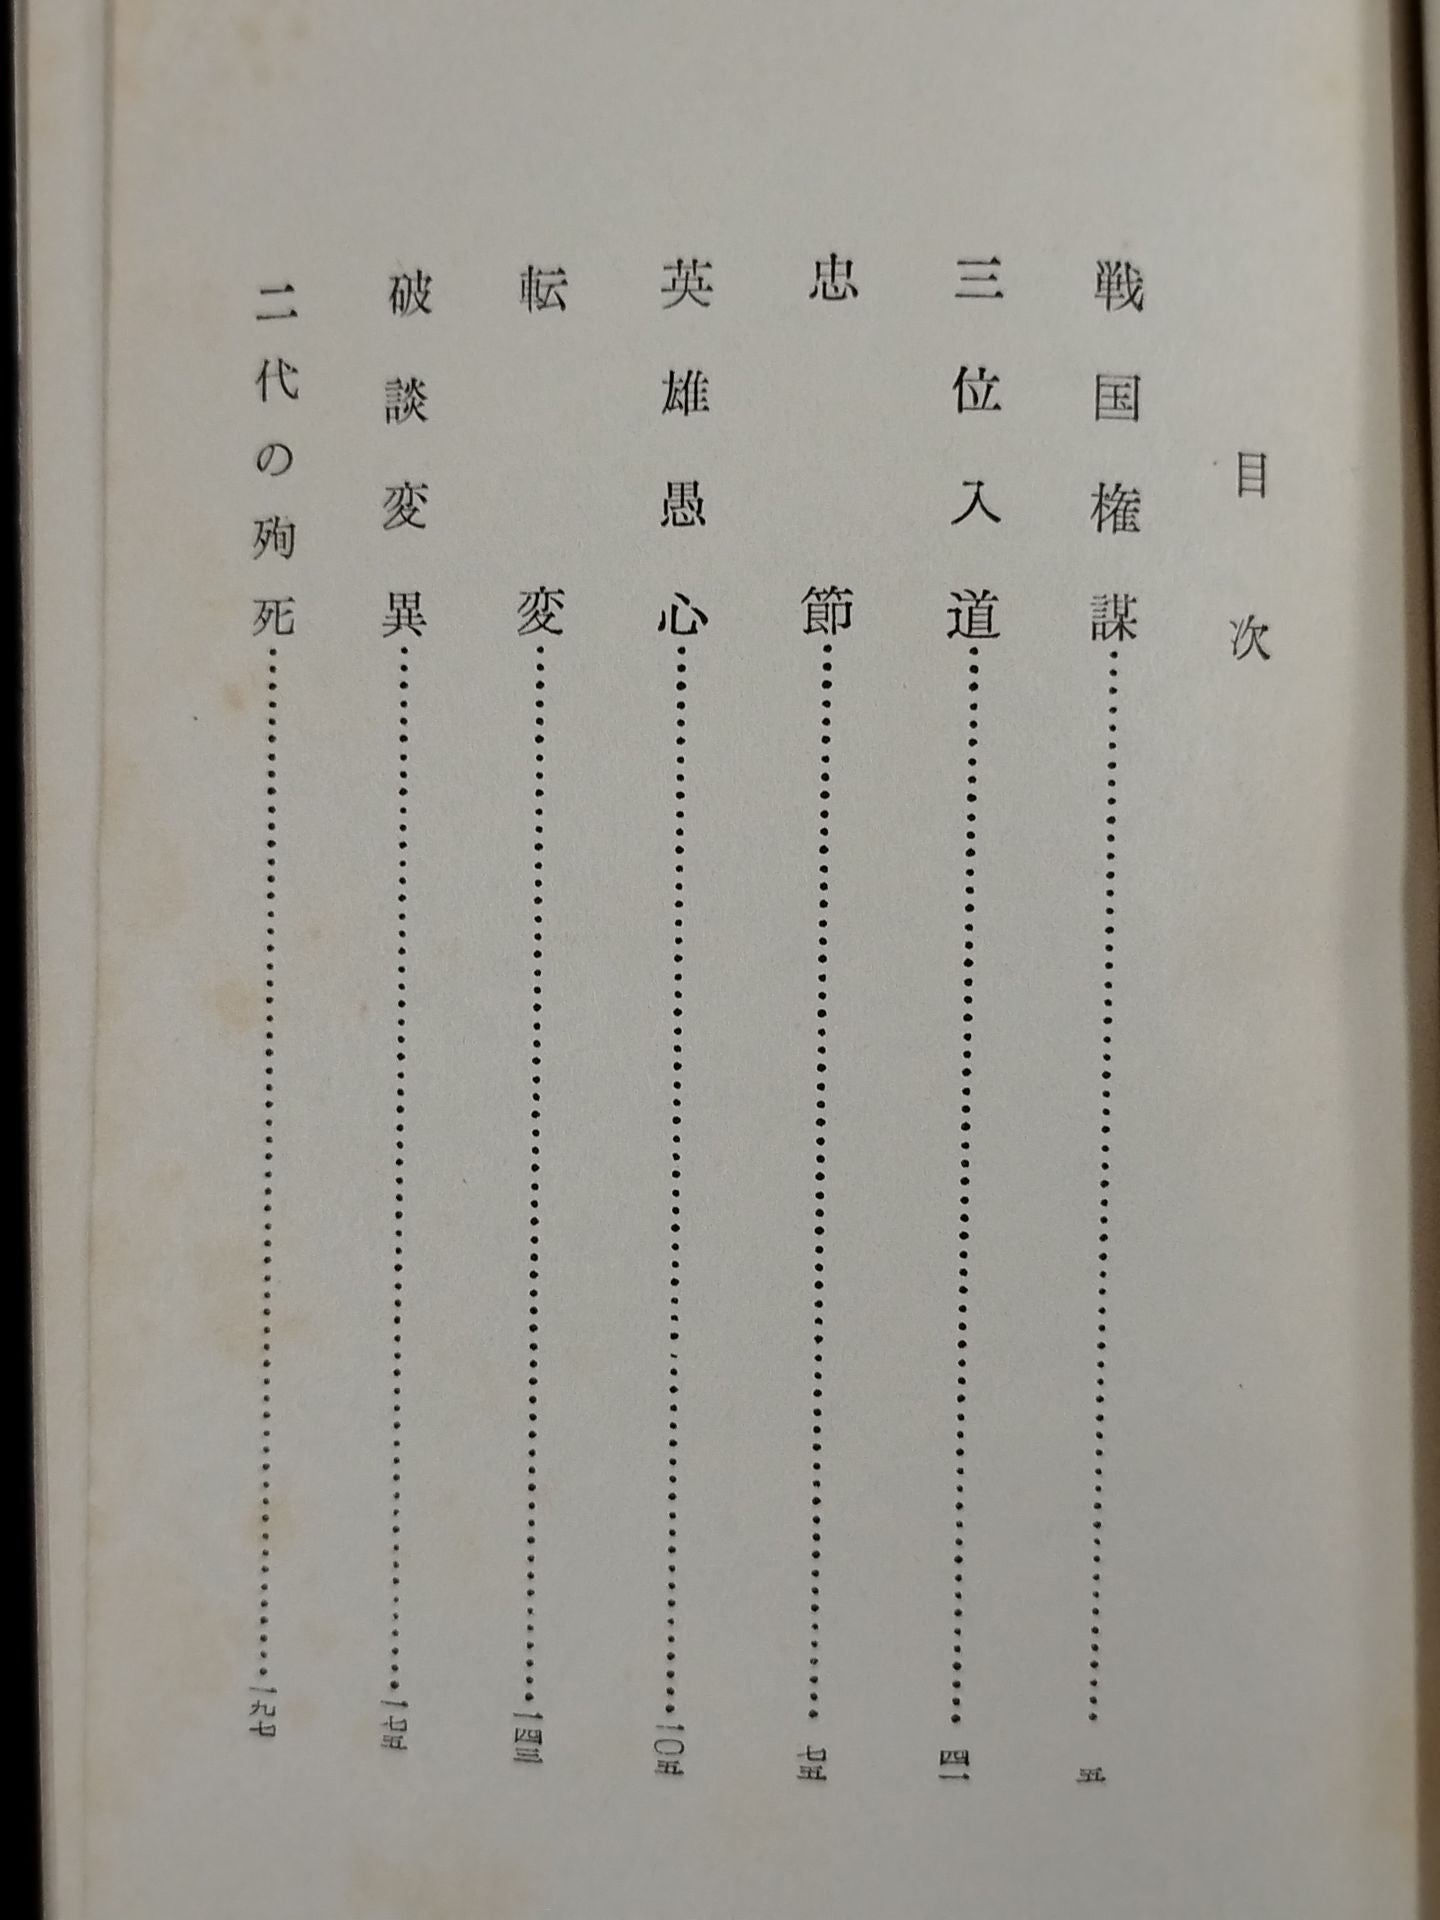 目次
戦国権謀……五
三位入道……四一
忠節……七五
英雄愚心……一〇五
転変……一四三
破談変異……一七五
二代の殉死……一九七